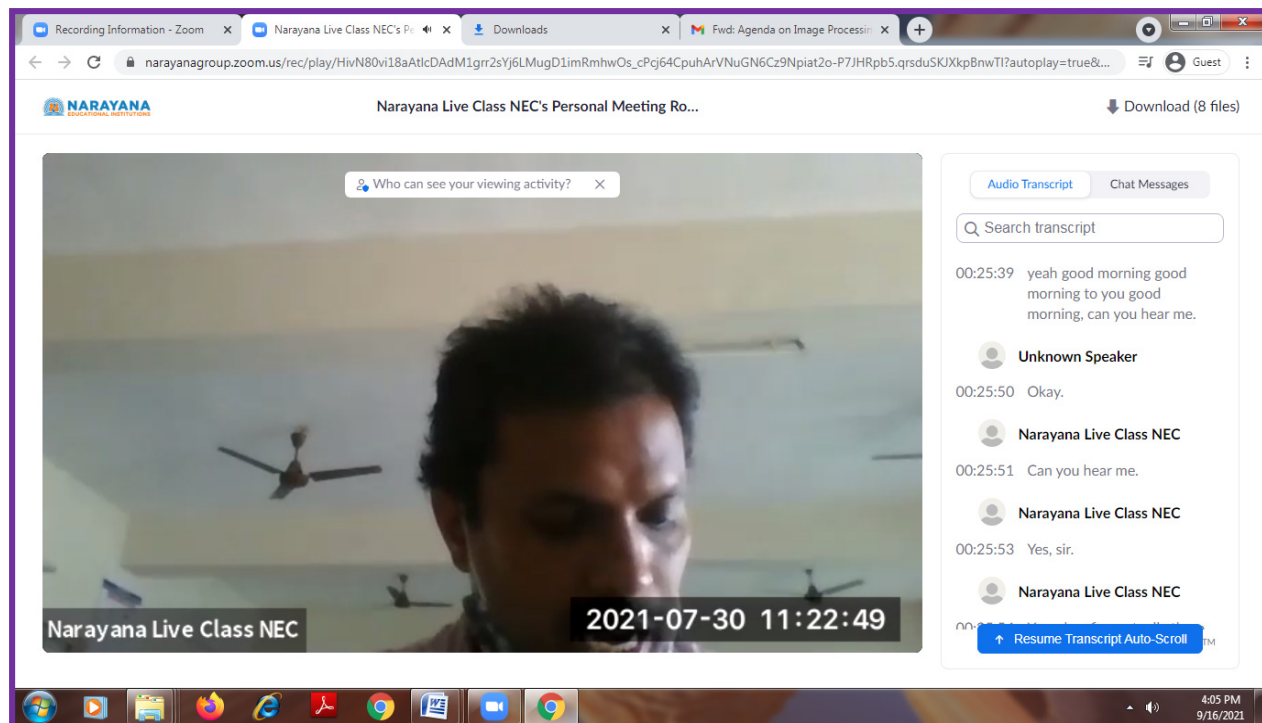 Recording Information - Zoom
Narayana Live Class NEC's Pe
Downloads
Fwd: Agenda on Image Processin
narayanagroup.zoom.us/rec/play/HivN80vi18aAtlcDAdM1grr2sYj6LMugD1imRmhwOs_cPcj64CpuhArVNuGN6Cz9Npiat2o-P7JHRpb5.qrsduSKJXkpBnwTI?autoplay=true&...
Guest
NARAYANA
EDUCATIONAL INSTITUTIONS
Narayana Live Class NEC's Personal Meeting Ro...
Download (8 files)
Who can see your viewing activity?
Narayana Live Class NEC
2021-07-30 11:22:49
Audio Transcript
Chat Messages
Search transcript
00:25:39 yeah good morning good
morning to you good
morning, can you hear me.
Unknown Speaker
00:25:50 Okay.
Narayana Live Class NEC
00:25:51 Can you hear me.
Narayana Live Class NEC
00:25:53 Yes, sir.
Narayana Live Class NEC
Resume Transcript Auto-Scroll
TM
4:05 PM
9/16/2021